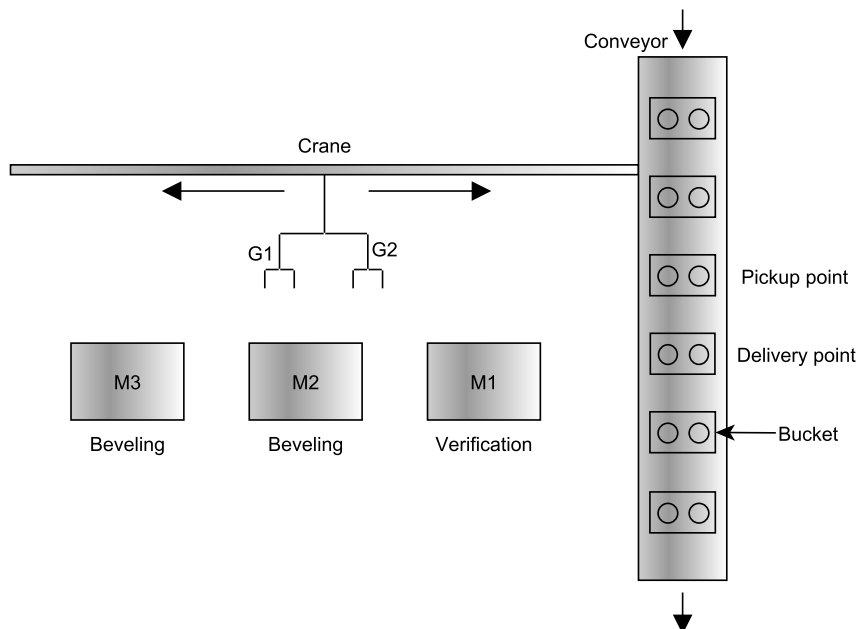 Conveyor
Crane
G1
G2
Pickup point
Delivery point
M3
M2
M1
Bucket
Beveling
Beveling
Verification